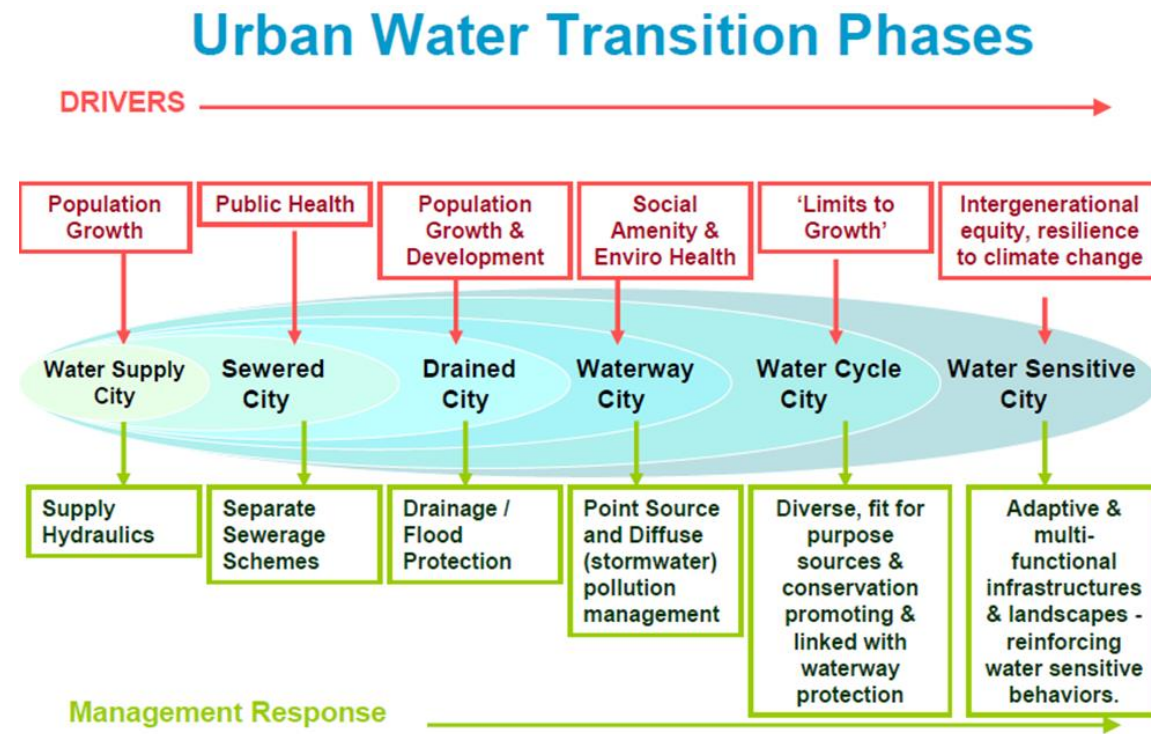 Urban Water Transition Phases
DRIVERS
Population
Growth
Public Health
Population
Growth &
Development
Social
Amenity &
Enviro Health
‘Limits to
Growth’
Intergenerational
equity, resilience
to climate change
Water Supply
City
Sewered
City
Drained
City
Waterway
City
Water Cycle
City
Water Sensitive
City
Supply
Hydraulics
Separate
Sewerage
Schemes
Drainage /
Flood
Protection
Point Source
and Diffuse
(stormwater)
pollution
management
Diverse, fit for
purpose
sources &
conservation
promoting &
linked with
waterway
protection
Adaptive &
multi-
functional
infrastructures
& landscapes -
reinforcing
water sensitive
behaviors.
Management Response